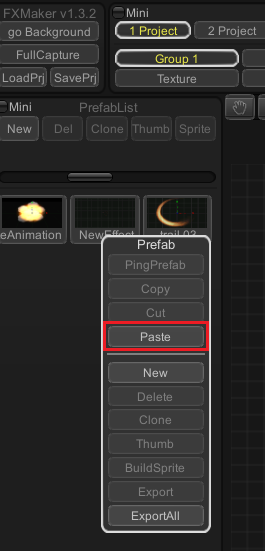 FXMaker v1.3.2
Mini
go Background
1 Project
2 Project
FullCapture
Group 1
LoadPrj
SavePrj
Texture
Mini
PrefabList
New
Del
Clone
Thumb
Sprite
eAnimation
NewEffect
trail 03
Prefab
PingPrefab
Copy
Cut
Paste
New
Delete
Clone
Thumb
BuildSprite
Export
ExportAll